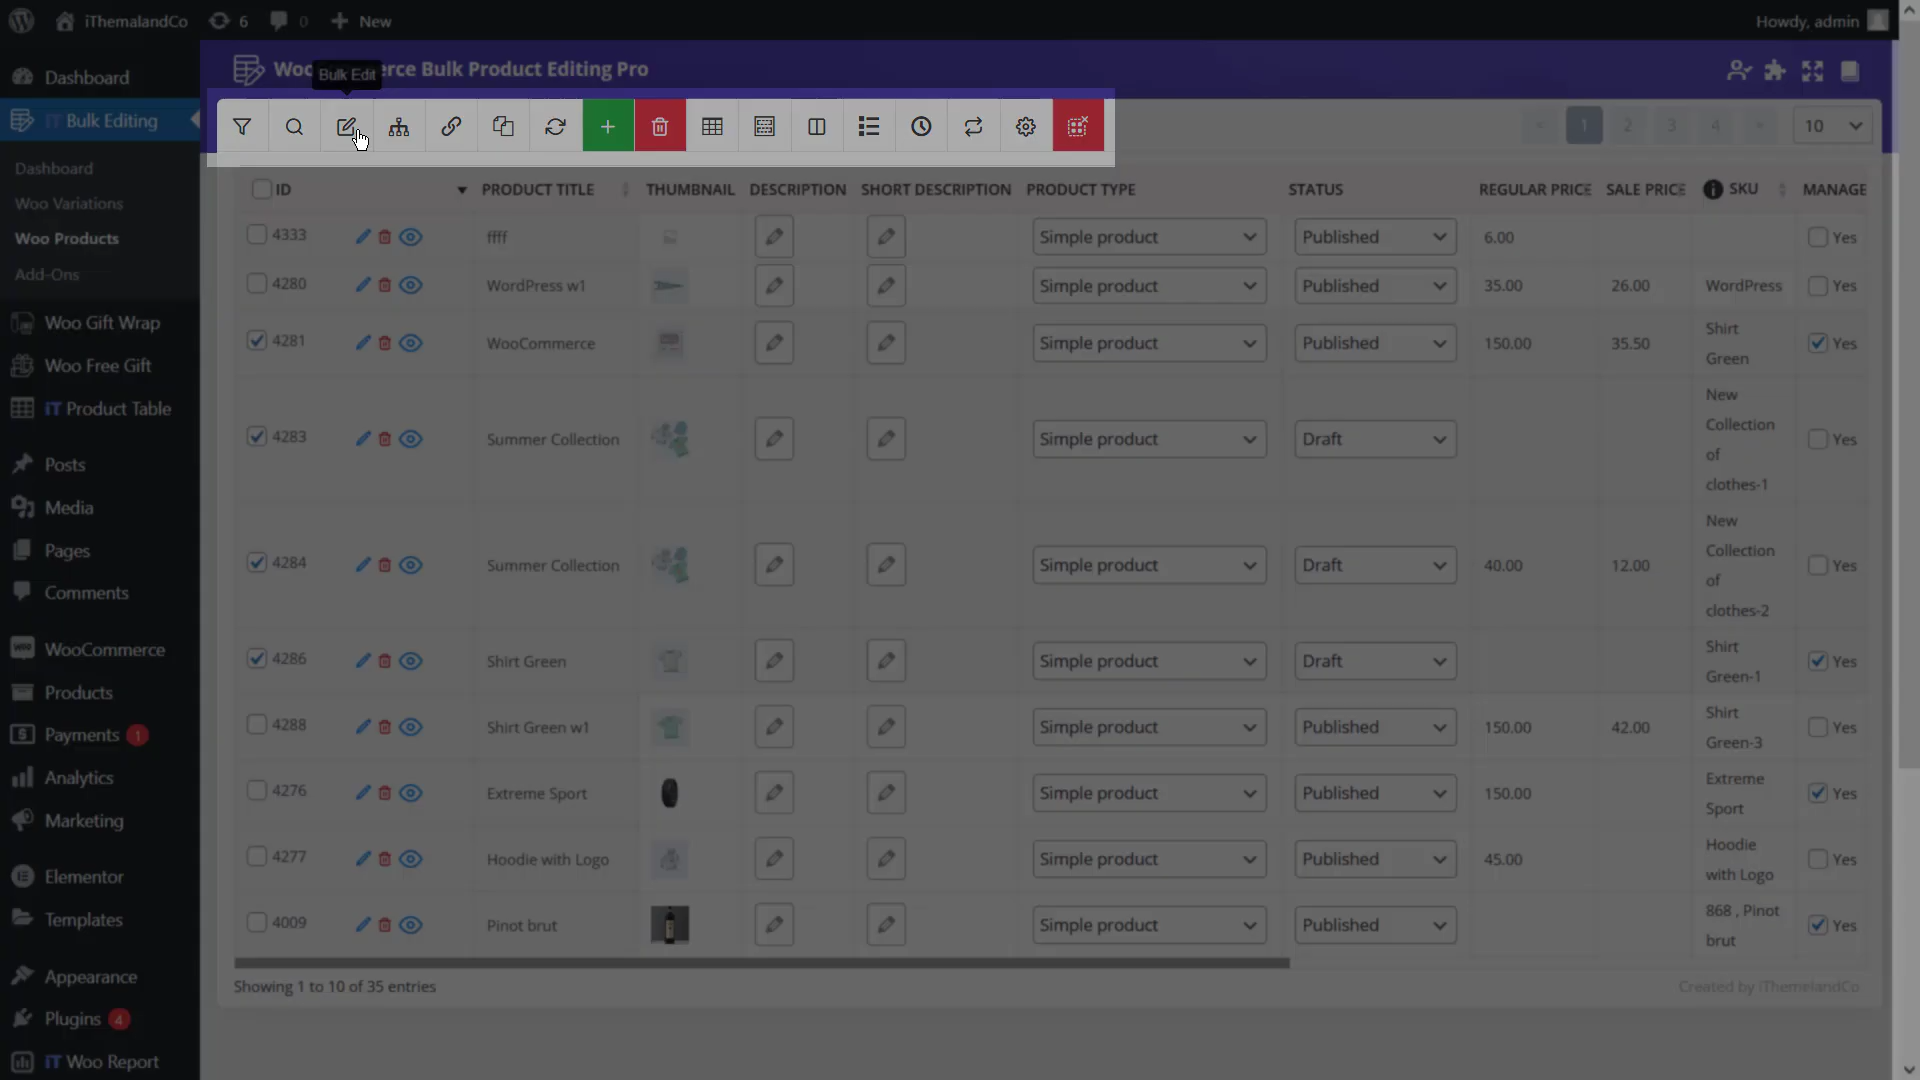 iThemalandCo 6 0 New Howdy, admin
WooCommerce Bulk Product Editing Pro
Bulk Edit
Dashboard
iT Bulk Editing
Dashboard
Woo Variations
Woo Products
Add-Ons
Woo Gift Wrap
Woo Free Gift
iT Product Table
Posts
Media
Pages
Comments
WooCommerce
Products
Payments 1
Analytics
Marketing
Elementor
Templates
Appearance
Plugins 4
iT Woo Report
< 1 2 3 4 > 10
ID PRODUCT TITLE THUMBNAIL DESCRIPTION SHORT DESCRIPTION PRODUCT TYPE STATUS REGULAR PRICE SALE PRICE SKU MANAGE
4333 ffff Simple product Published 6.00 Yes
4280 WordPress w1 Simple product Published 35.00 26.00 WordPress Yes
4281 WooCommerce Simple product Published 150.00 35.50 Shirt Green Yes
4283 Summer Collection Simple product Draft New Collection of clothes-1 Yes
4284 Summer Collection Simple product Draft 40.00 12.00 New Collection of clothes-2 Yes
4286 Shirt Green Simple product Draft Shirt Green-1 Yes
4288 Shirt Green w1 Simple product Published 150.00 42.00 Shirt Green-3 Yes
4276 Extreme Sport Simple product Published 150.00 Extreme Sport Yes
4277 Hoodie with Logo Simple product Published 45.00 Hoodie with Logo Yes
4009 Pinot brut Simple product Published 868 , Pinot brut Yes
Showing 1 to 10 of 35 entries
Created by iThemelandCo